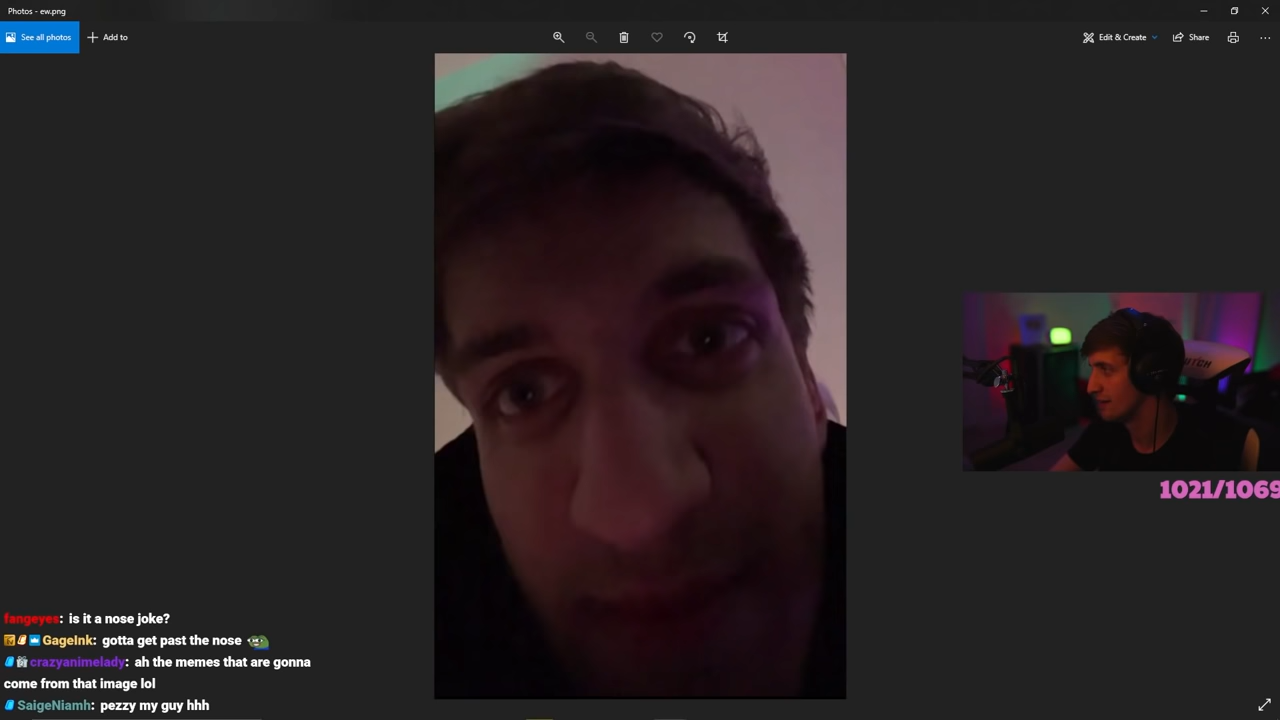 Photos - ew.png
See all photos
Add to
Edit & Create
Share
1021/1069
fangeyes: is it a nose joke?
GageInk: gotta get past the nose
crazyanimelady: ah the memes that are gonna
come from that image lol
SaigeNiamh: pezzy my guy hhh